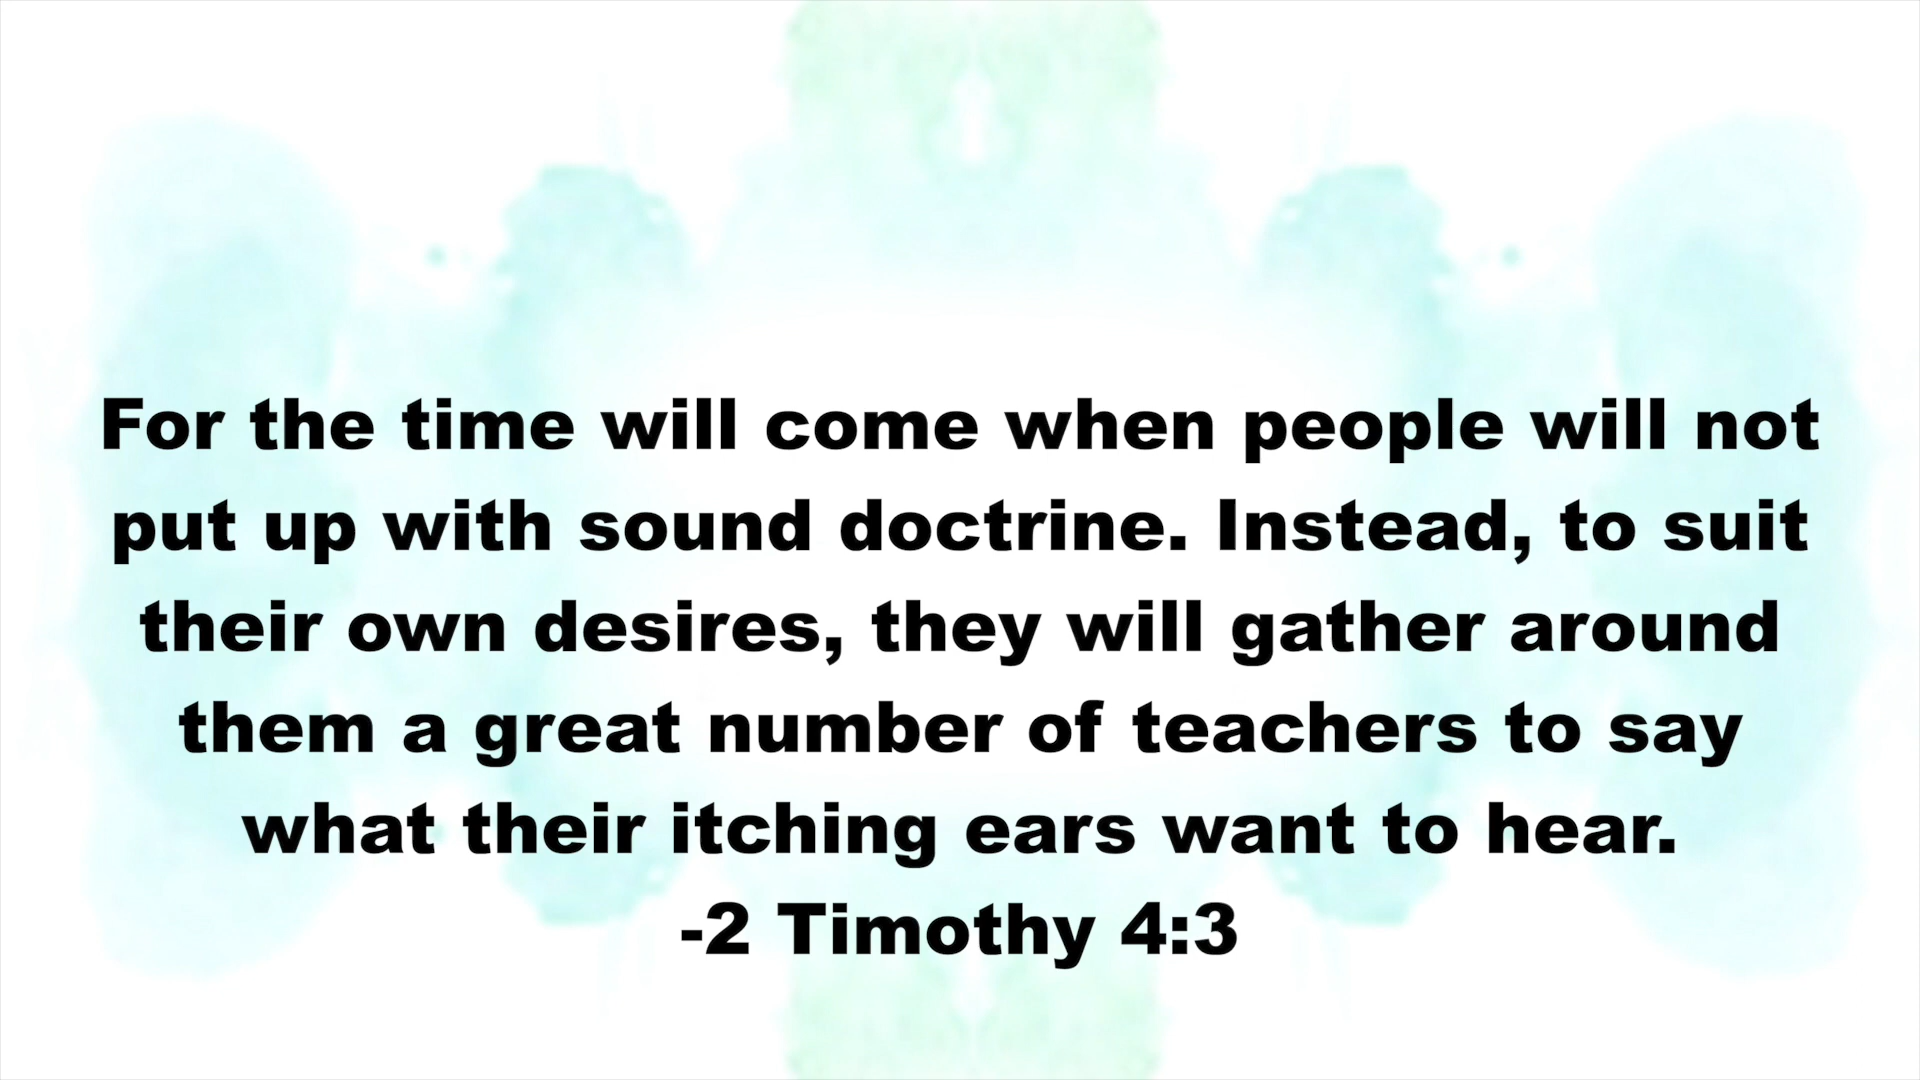 For the time will come when people will not
put up with sound doctrine. Instead, to suit
their own desires, they will gather around
them a great number of teachers to say
what their itching ears want to hear.
-2 Timothy 4:3